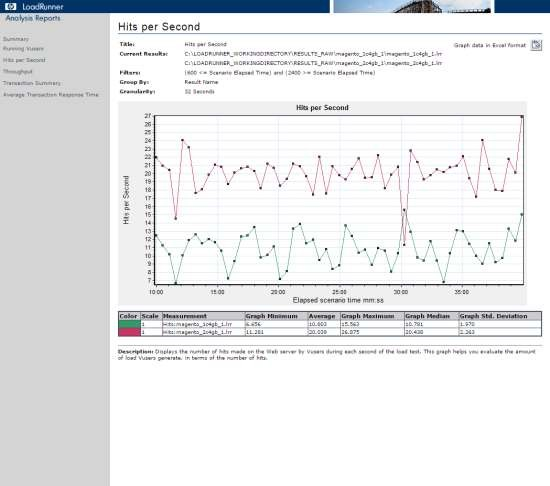 hp LoadRunner
Analysis Reports
Summary
Running Vusers
Hits per Second
Throughput
Transaction Summary
Average Transaction Response Time
Hits per Second
Title: Hits per Second
Graph data in Excel format
Current Results: C:\LOADRUNNER_WORKINGDIRECTORY\RESULTS_RAW\magento_1c4gb_1\magento_1c4gb_1.lrr
C:\LOADRUNNER_WORKINGDIRECTORY\RESULTS_RAW\magento_2c4gb_1\magento_2c4gb_1.lrr
Filters: (600 <= Scenario Elapsed Time) and (2400 >= Scenario Elapsed Time)
Group By: Result Name
Granularity: 32 Seconds
Hits per Second
27
26
25
24
23
22
21
20
19
18
17
16
15
14
13
12
11
10
9
8
7
Hits per Second
10:00 15:00 20:00 25:00 30:00 35:00
Elapsed scenario time mm:ss
Color Scale Measurement Graph Minimum Average Graph Maximum Graph Median Graph Std. Deviation
1 Hits:magento_1c4gb_1.lrr 6.656 10.803 15.563 10.781 1.970
1 Hits:magento_2c4gb_1.lrr 11.281 20.039 26.875 20.438 2.263
Description: Displays the number of hits made on the Web server by Vusers during each second of the load test. This graph helps you evaluate the amount
of load Vusers generate, in terms of the number of hits.